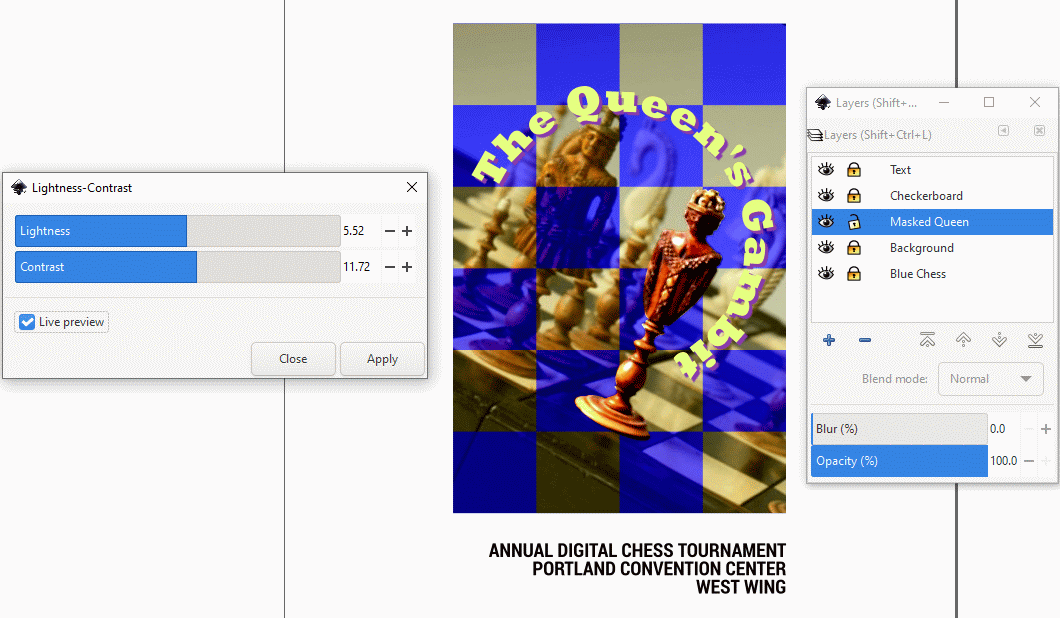 Lightness-Contrast
Lightness
5.52
Contrast
11.72
Live preview
Close
Apply
The Queen's Gambit
ANNUAL DIGITAL CHESS TOURNAMENT
PORTLAND CONVENTION CENTER
WEST WING
Layers (Shift+...
Layers (Shift+Ctrl+L)
Text
Checkerboard
Masked Queen
Background
Blue Chess
Blend mode:
Normal
Blur (%)
0.0
Opacity (%)
100.0